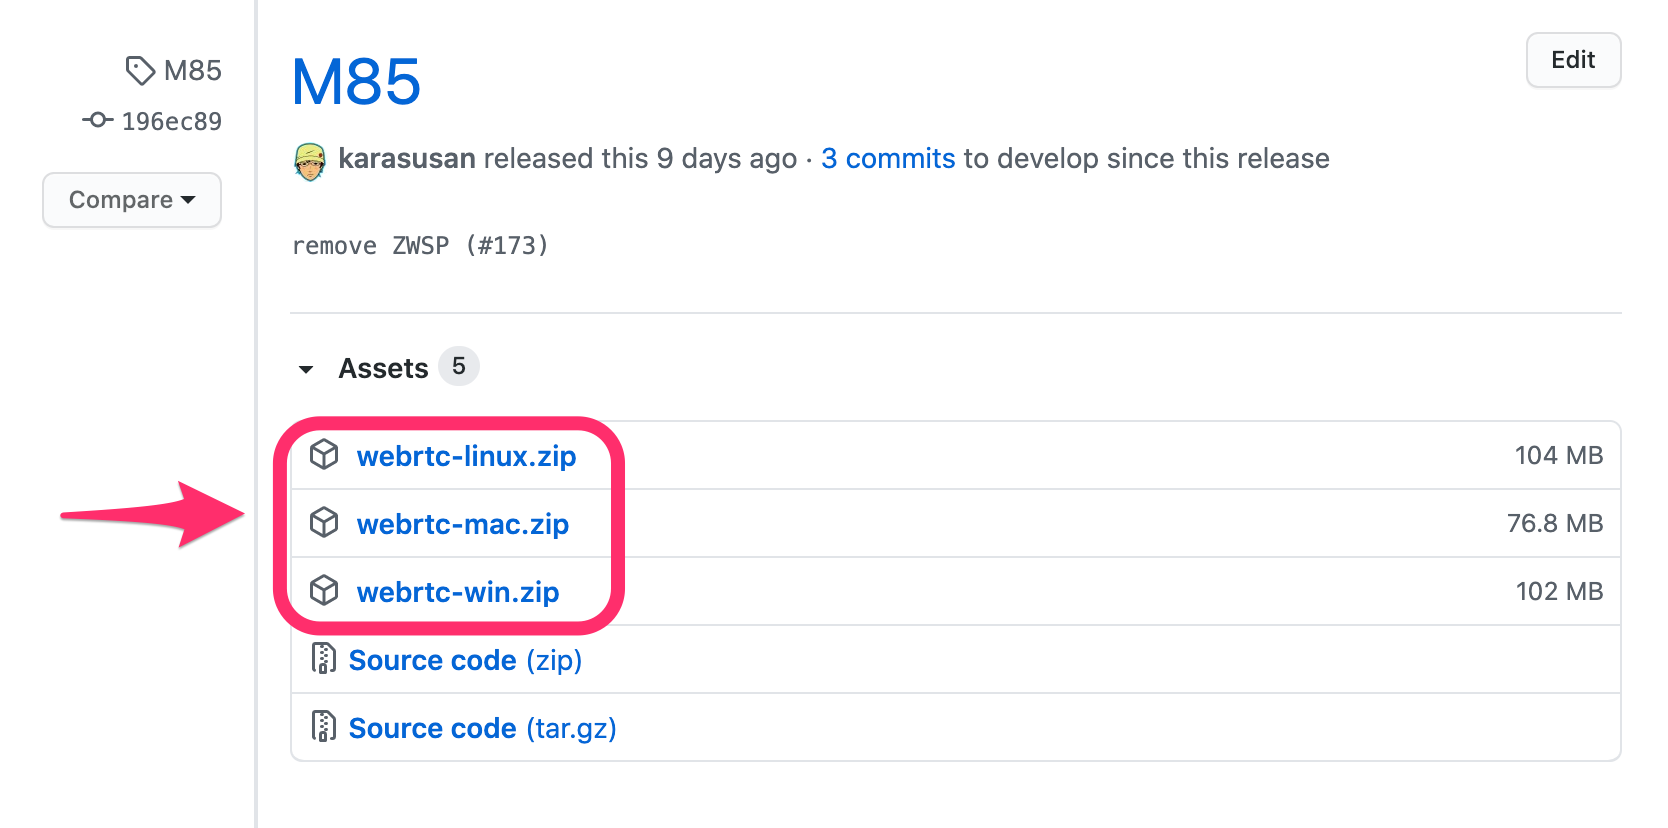 M85
196ec89
Compare
M85
Edit
karasusan released this 9 days ago · 3 commits to develop since this release
remove ZWSP (#173)
Assets 5
webrtc-linux.zip 104 MB
webrtc-mac.zip 76.8 MB
webrtc-win.zip 102 MB
Source code (zip)
Source code (tar.gz)